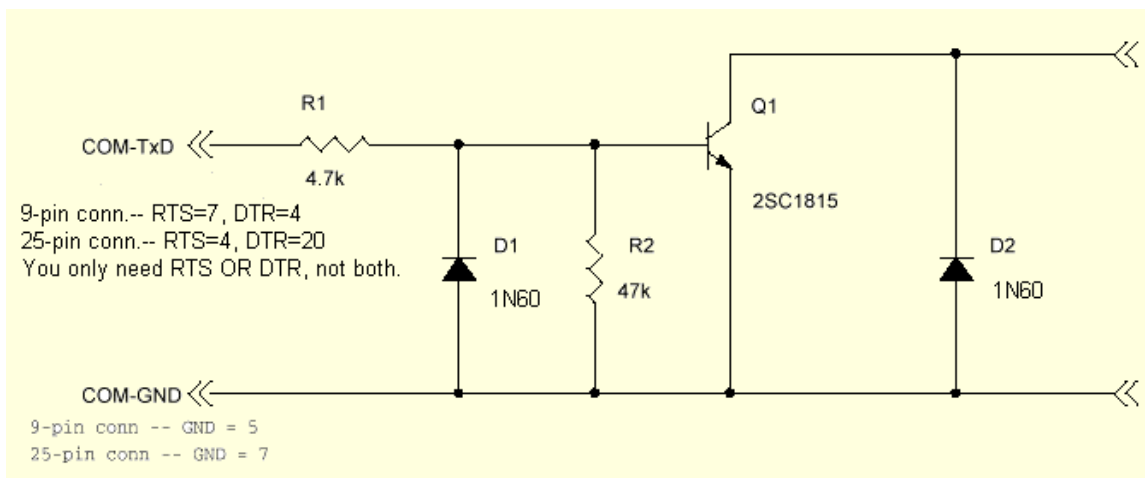 R1
Q1
COM-TxD
4.7k
2SC1815
9-pin conn.-- RTS=7, DTR=4
25-pin conn.-- RTS=4, DTR=20
You only need RTS OR DTR, not both.
D1
R2
D2
1N60
47k
1N60
COM-GND
9-pin conn -- GND = 5
25-pin conn -- GND = 7